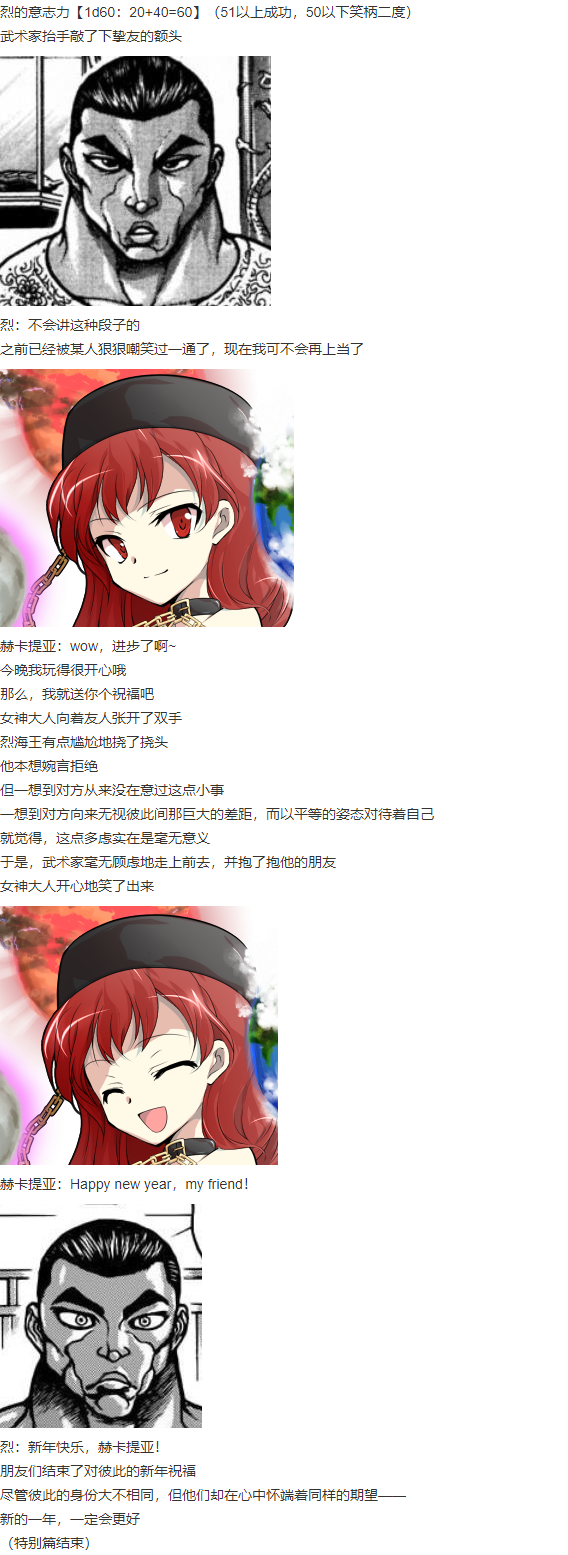 烈的意志力【1d60：20+40=60】（51以上成功，50以下笑柄二度）
武术家抬手敲了下挚友的额头
烈：不会讲这种段子的
之前已经被某人狠狠嘲笑过一通了，现在我可不会再上当了
赫卡提亚：wow，进步了啊~
今晚我玩得很开心哦
那么，我就送你个祝福吧
女神大人向着友人张开了双手
烈海王有点尴尬地挠了挠头
他本想婉言拒绝
但一想到对方从来没在意过这点小事
一想到对方向来无视彼此间那巨大的差距，而以平等的姿态对待着自己
就觉得，这点多虑实在是毫无意义
于是，武术家毫无顾虑地走上前去，并抱了抱他的朋友
女神大人开心地笑了出来
赫卡提亚：Happy new year，my friend！
烈：新年快乐，赫卡提亚！
朋友们结束了对彼此的新年祝福
尽管彼此的身份大不相同，但他们却在心中怀揣着同样的期望——
新的一年，一定会更好
（特别篇结束）